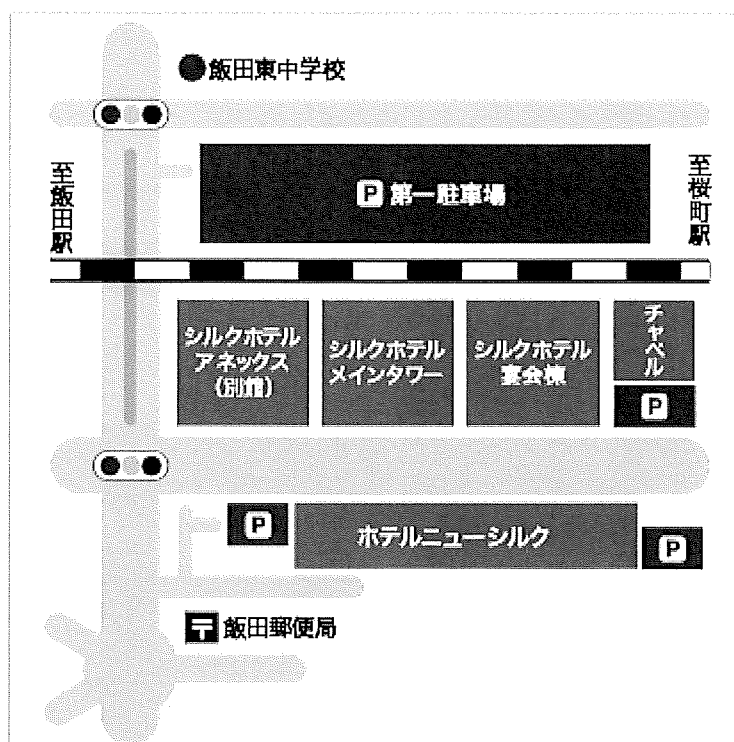 飯田東中学校
至飯田駅
P 第一駐車場
至桜町駅
シルクホテル
アネックス
(別館)
シルクホテル
メインタワー
シルクホテル
宴会棟
チャペル
P
P
ホテルニューシルク
P
〒 飯田郵便局